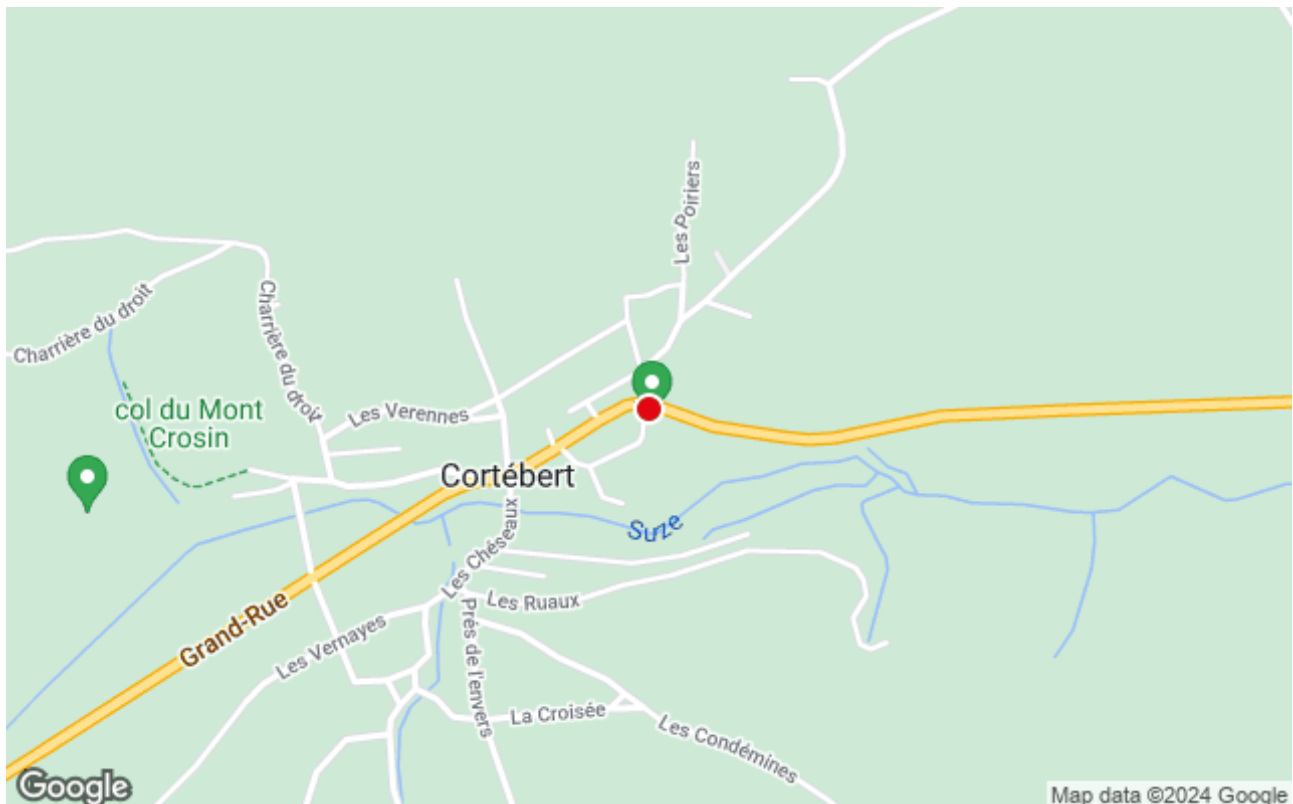 Les Poiriers
Charrière du droit
Charrière du droit
col du Mont
Crosin
Les Verennes
Cortébert
Suze
Les Chéseaux
Grand-Rue
Les Ruaux
Les Vernayes
Prés de l'envers
La Croisée
Les Condémines
Google
Map data ©2024 Google